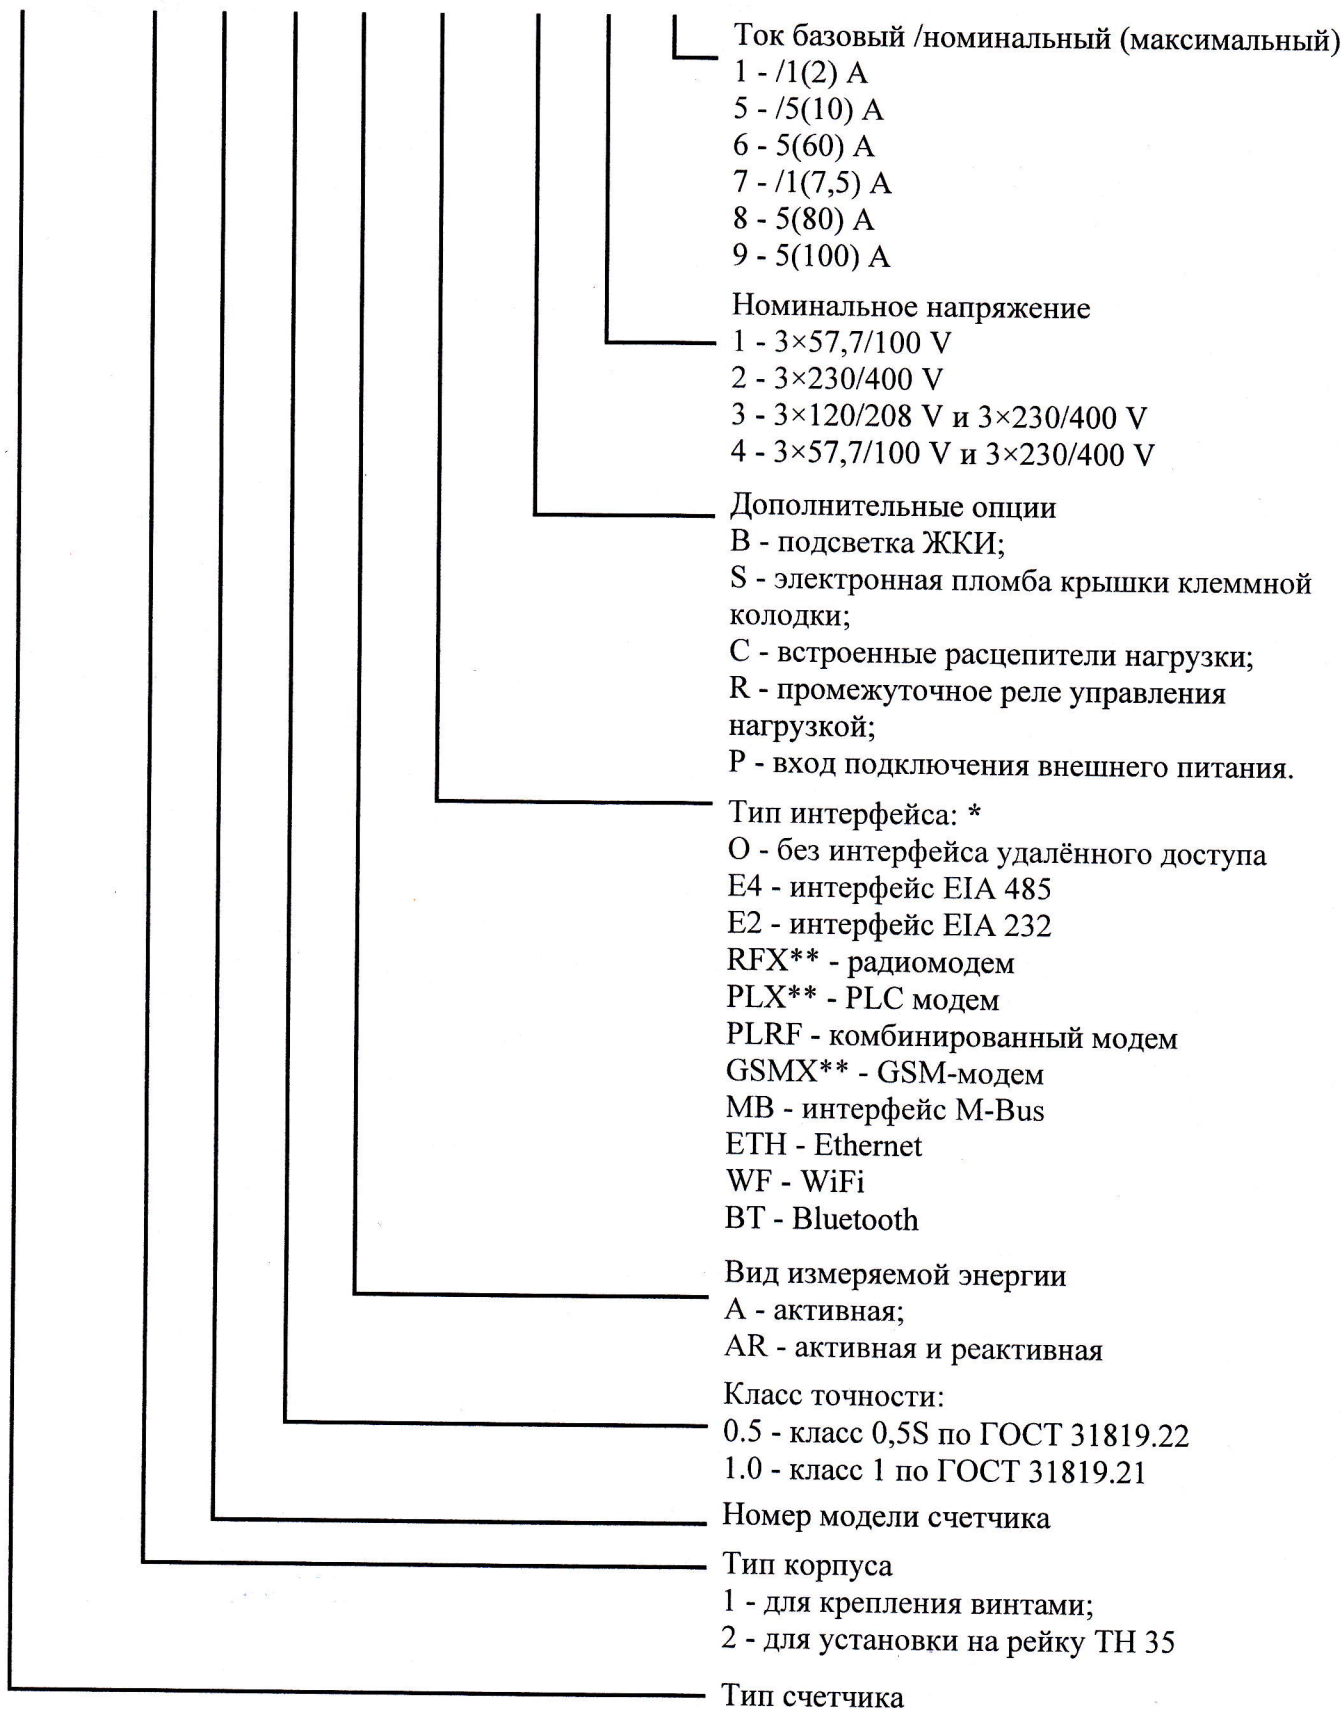 Ток базовый /номинальный (максимальный)
1 - /1(2) А
5 - /5(10) А
6 - 5(60) А
7 - /1(7,5) А
8 - 5(80) А
9 - 5(100) А
Номинальное напряжение
1 - 3×57,7/100 V
2 - 3×230/400 V
3 - 3×120/208 V и 3×230/400 V
4 - 3×57,7/100 V и 3×230/400 V
Дополнительные опции
B - подсветка ЖКИ;
S - электронная пломба крышки клеммной
колодки;
C - встроенные расцепители нагрузки;
R - промежуточное реле управления
нагрузкой;
P - вход подключения внешнего питания.
Тип интерфейса: *
O - без интерфейса удалённого доступа
E4 - интерфейс EIA 485
E2 - интерфейс EIA 232
RFX** - радиомодем
PLX** - PLC модем
PLRF - комбинированный модем
GSMX** - GSM-модем
MB - интерфейс M-Bus
ETH - Ethernet
WF - WiFi
BT - Bluetooth
Вид измеряемой энергии
A - активная;
AR - активная и реактивная
Класс точности:
0.5 - класс 0,5S по ГОСТ 31819.22
1.0 - класс 1 по ГОСТ 31819.21
Номер модели счетчика
Тип корпуса
1 - для крепления винтами;
2 - для установки на рейку ТН 35
Тип счетчика